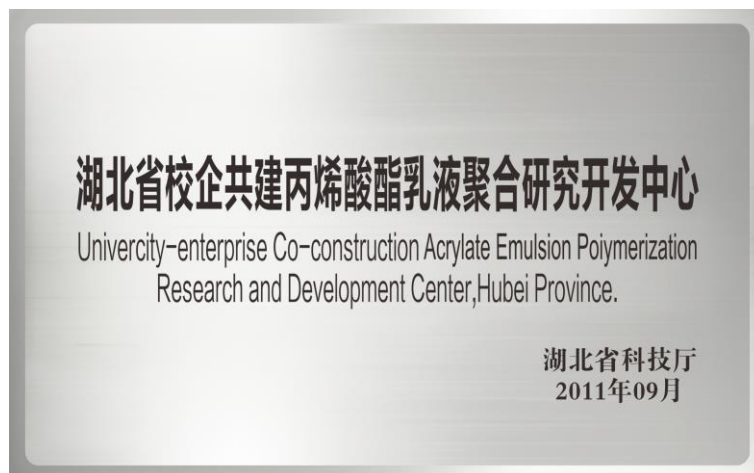 湖北省校企共建丙烯酸酯乳液聚合研究开发中心
Univercity-enterprise Co-construction Acrylate Emulsion Poiymerization
Research and Development Center,Hubei Province.
湖北省科技厅
2011年09月